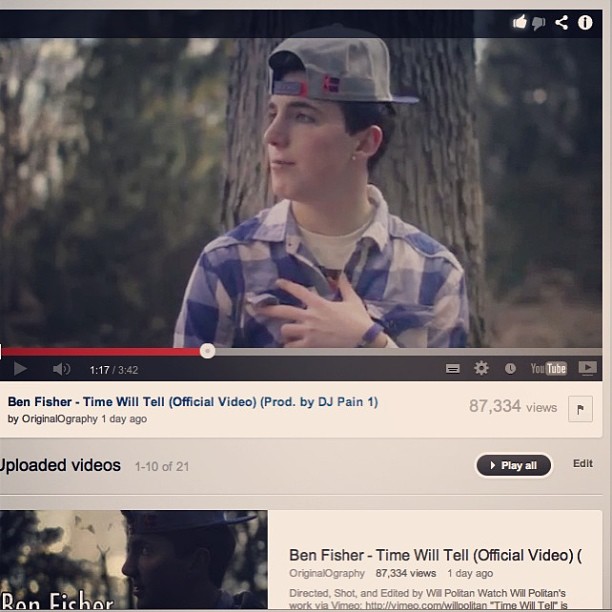 1:17 / 3:42
YouTube
Ben Fisher - Time Will Tell (Official Video) (Prod. by DJ Pain 1)
by OriginalOgraphy 1 day ago
87,334 views
Uploaded videos 1-10 of 21
Play all
Edit
Ben Fisher - Time Will Tell (Official Video) (
OriginalOgraphy 87,334 views 1 day ago
Directed, Shot, and Edited by Will Politan Watch Will Politan's
work via Vimeo: http://vimeo.com/willpolitan "Time Will Tell" is
Ben Fisher